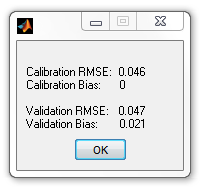 Calibration RMSE: 0.046
Calibration Bias: 0
Validation RMSE: 0.047
Validation Bias: 0.021
OK